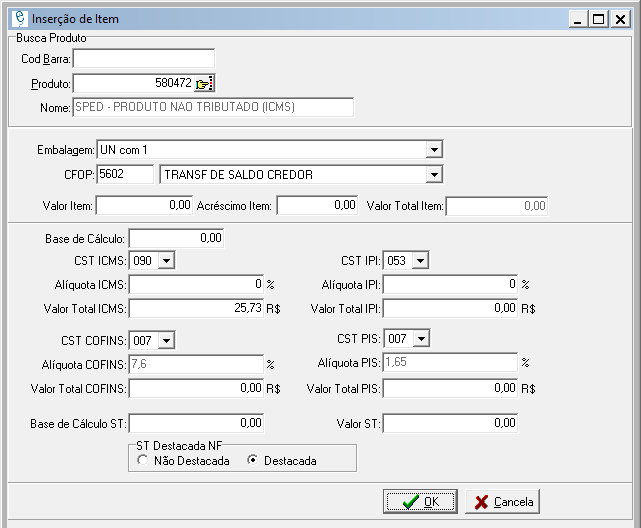 Inserção de Item
Busca Produto
Cod Barra:
Produto: 580472
Nome: SPED - PRODUTO NAO TRIBUTADO (ICMS)
Embalagem: UN com 1
CFOP: 5602 TRANSF DE SALDO CREDOR
Valor Item: 0,00 Acréscimo Item: 0,00 Valor Total Item: 0,00
Base de Cálculo: 0,00
CST ICMS: 090 CST IPI: 053
Alíquota ICMS: 0 % Alíquota IPI: 0 %
Valor Total ICMS: 25,73 R$ Valor Total IPI: 0,00 R$
CST COFINS: 007 CST PIS: 007
Alíquota COFINS: 7,6 % Alíquota PIS: 1,65 %
Valor Total COFINS: 0,00 R$ Valor Total PIS: 0,00 R$
Base de Cálculo ST: 0,00 Valor ST: 0,00
ST Destacada NF
Não Destacada Destacada
OK Cancela